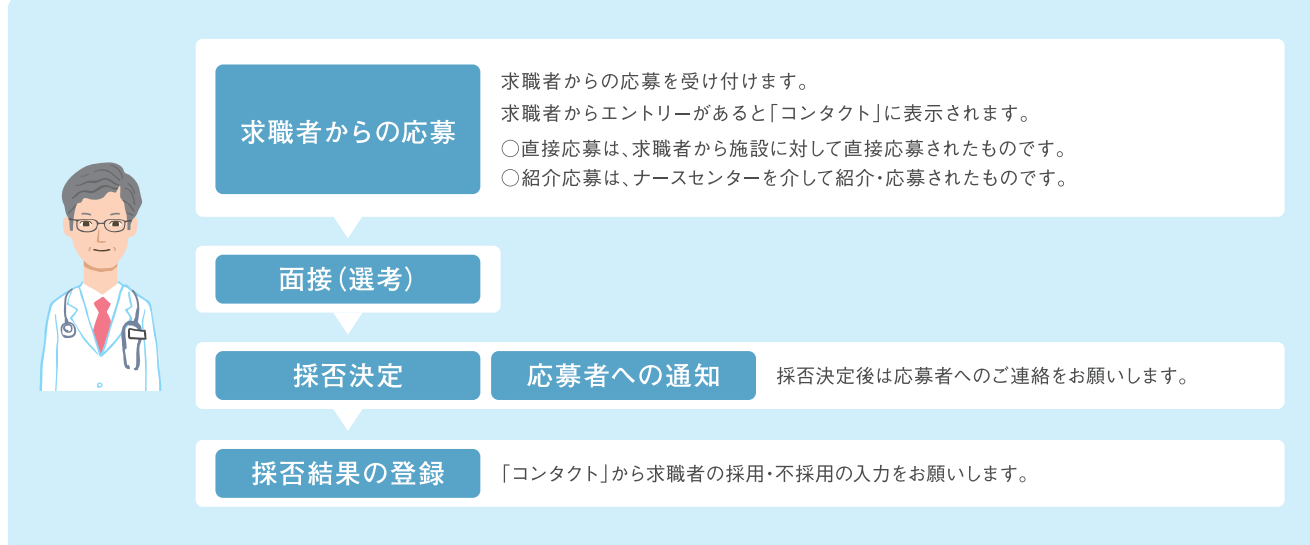 求職者からの応募
求職者からの応募を受け付けます。
求職者からエントリーがあると「コンタクト」に表示されます。
○直接応募は、求職者から施設に対して直接応募されたものです。
○紹介応募は、ナースセンターを介して紹介・応募されたものです。
面接（選考）
採否決定
応募者への通知
採否決定後は応募者へのご連絡をお願いします。
採否結果の登録
「コンタクト」から求職者の採用・不採用の入力をお願いします。